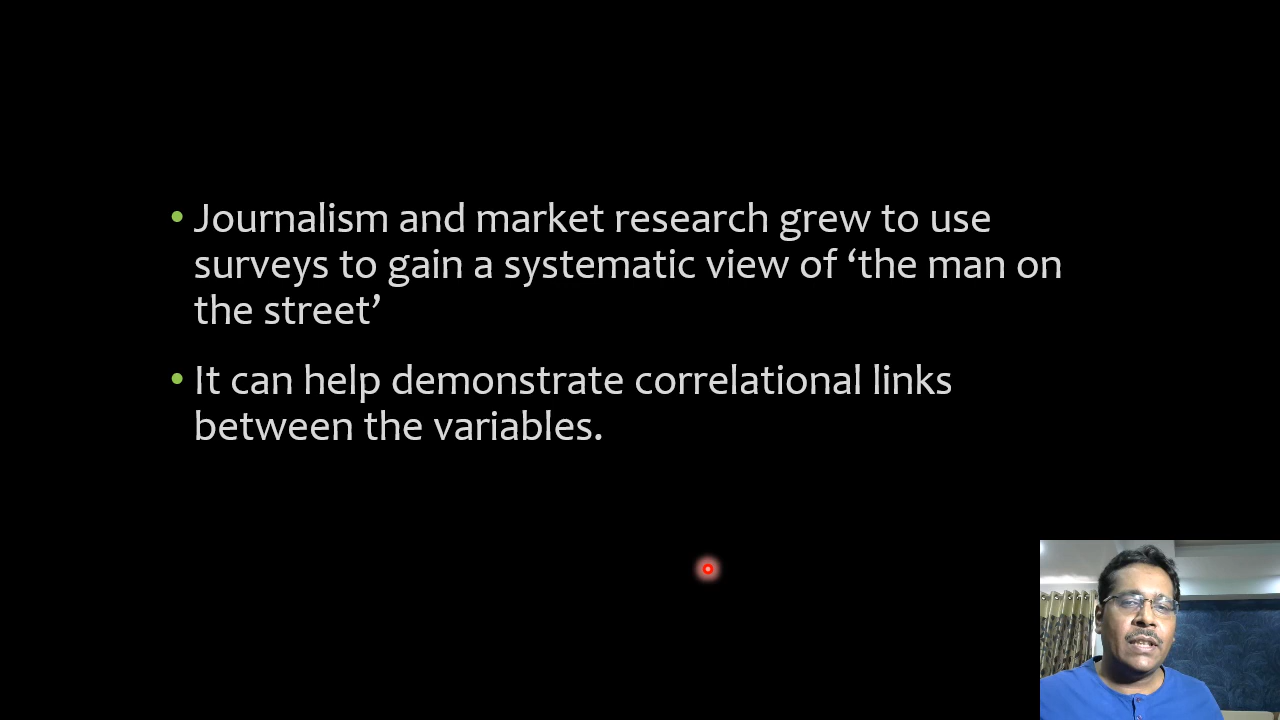 • Journalism and market research grew to use
surveys to gain a systematic view of ‘the man on
the street’
• It can help demonstrate correlational links
between the variables.